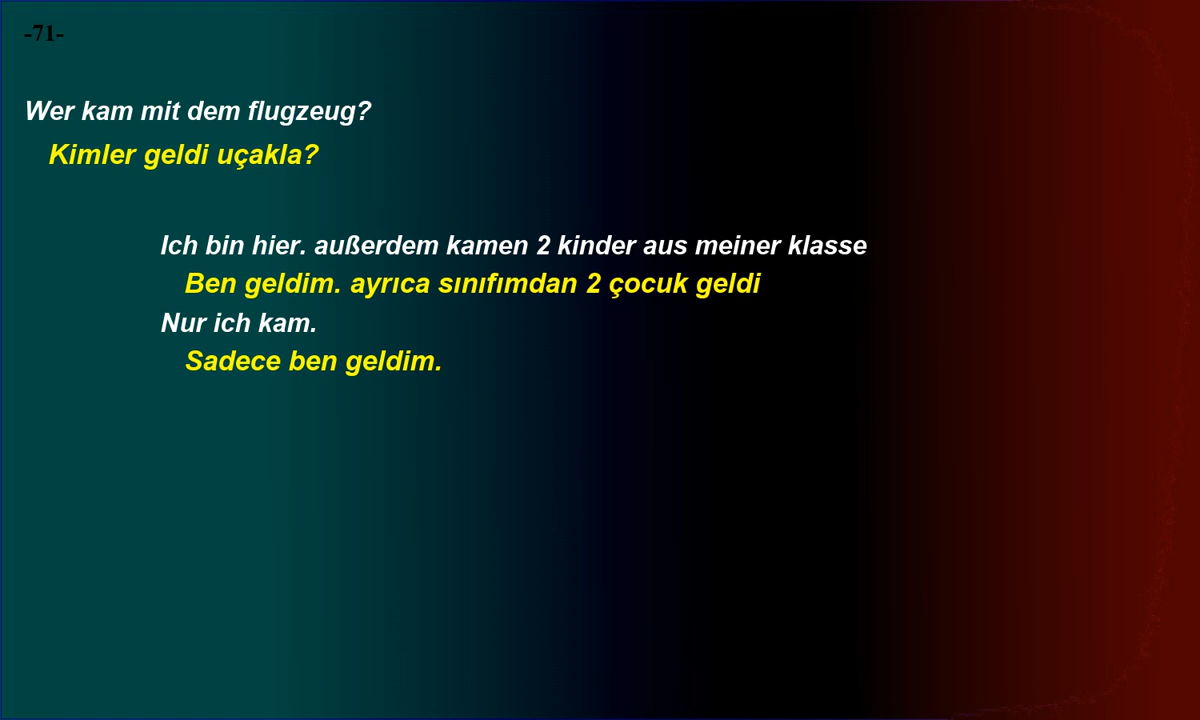 -71-
Wer kam mit dem flugzeug?
Kimler geldi uçakla?
Ich bin hier. außerdem kamen 2 kinder aus meiner klasse
Ben geldim. ayrıca sınıfımdan 2 çocuk geldi
Nur ich kam.
Sadece ben geldim.